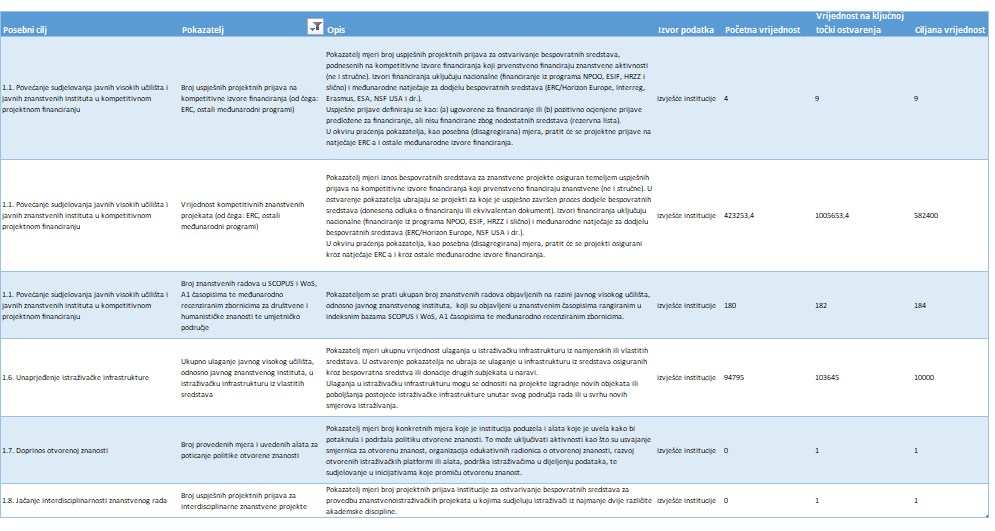 Posebni cilj Pokazatelj Opis Izvor podatka Početna vrijednost Vrijednost na ključnoj točki ostvarenja Ciljana vrijednost
1.1. Povećanje sudjelovanja javnih visokih učilišta i
javnih znanstvenih instituta u kompetitivnom
projektnom financiranju
Broj uspješnih projektnih prijava na
kompetitivne izvore financiranja (od čega:
ERC, ostali međunarodni programi)
Pokazatelj mjeri broj uspješnih projektnih prijava za ostvarivanje bespovratnih sredstava,
podnesenih na kompetitivne izvore financiranja koji prvenstveno financiraju znanstvene aktivnosti
(ne i stručne). Izvori financiranja uključuju nacionalne (financiranje iz programa NPOO, ESIF, HRZZ i
slično) i međunarodne natječaje za dodjelu bespovratnih sredstava (ERC/Horizon Europe, Interreg,
Erasmus, ESA, NSF USA i dr.).
Uspješne prijave definiraju se kao: (a) ugovorene za financiranje ili (b) pozitivno ocjenjene prijave
predložene za financiranje, ali nisu financirane zbog nedostatnih sredstava (rezervna lista).
U okviru praćenja pokazatelja, kao posebna (disagregirana) mjera, pratit će se projektne prijave na
natječaje ERC-a i ostale međunarodne izvore financiranja.
Izvješće institucije
4
9
9
1.1. Povećanje sudjelovanja javnih visokih učilišta i
javnih znanstvenih instituta u kompetitivnom
projektnom financiranju
Vrijednost kompetitivnih znanstvenih
projekata (od čega: ERC, ostali
međunarodni programi)
Pokazatelj mjeri iznos bespovratnih sredstava za znanstvene projekte osiguran temeljem uspješnih
prijava na kompetitivne izvore financiranja koji prvenstveno financiraju znanstvene (ne i stručne). U
ostvarenje pokazatelja ubrajaju se projekti za koje je uspješno završen proces dodjele bespovratnih
sredstava (donesena odluka o financiranju ili ekvivalentan dokument). Izvori financiranja uključuju
nacionalne (financiranje iz programa NPOO, ESIF, HRZZ i slično) i međunarodne natječaje za dodjelu
bespovratnih sredstava (ERC/Horizon Europe, NSF USA i dr.).
U okviru praćenja pokazatelja, kao posebna (disagregirana) mjera, pratit će se projekti osigurani
kroz natječaje ERC-a i kroz ostale međunarodne izvore financiranja.
Izvješće institucije
423253,4
1005653,4
582400
1.1. Povećanje sudjelovanja javnih visokih učilišta i
javnih znanstvenih instituta u kompetitivnom
projektnom financiranju
Broj znanstvenih radova u SCOPUS i WoS,
A1 časopisima te međunarodno
recenziranim zbornicima za društvene i
humanističke znanosti te umjetničko
područje
Pokazateljem se prati ukupan broj znanstvenih radova objavljenih na razini javnog visokog učilišta,
odnosno javnog znanstvenog instituta, koji su objavljeni u znanstvenim časopisima rangiranim u
indeksnim bazama SCOPUS i WoS, A1 časopisima te međunarodno recenziranim zbornicima.
Izvješće institucije
180
182
184
1.6. Unaprjeđenje istraživačke infrastrukture
Ukupno ulaganje javnog visokog učilišta,
odnosno javnog znanstvenog instituta, u
istraživačku infrastrukturu iz vlastitih
sredstava
Pokazatelj mjeri ukupnu vrijednost ulaganja u istraživačku infrastrukturu iz namjenskih ili vlastitih
sredstava. U ostvarenje pokazatelja ne ubraja se ulaganje u infrastrukturu iz sredstava osiguranih
kroz bespovratna sredstva ili donacije drugih subjekata u naravi.
Ulaganja u istraživačku infrastrukturu mogu se odnositi na projekte izgradnje novih objekata ili
poboljšanja postojeće istraživačke infrastrukture unutar svog područja rada ili u svrhu novih
smjerova istraživanja.
Izvješće institucije
94795
103645
10000
1.7. Doprinos otvorenoj znanosti
Broj provedenih mjera i uvedenih alata za
poticanje politike otvorene znanosti
Pokazatelj mjeri broj konkretnih mjera koje je institucija poduzela i alata koje je uvela kako bi
potaknula i podržala politiku otvorene znanosti. To može uključivati aktivnosti kao što su usvajanje
smjernica za otvorenu znanost, organizacija edukativnih radionica o otvorenoj znanosti, razvoj
otvorenih istraživačkih platformi ili alata, podrška istraživačima u dijeljenju podataka, te
sudjelovanje u inicijativama koje promiču otvorenu znanost.
Izvješće institucije
0
1
1
1.8. Jačanje interdisciplinarnosti znanstvenog rada
Broj uspješnih projektnih prijava za
interdisciplinarne znanstvene projekte
Pokazatelj mjeri broj projektnih prijava institucije za ostvarivanje bespovratnih sredstava za
provedbu znanstvenoistraživačkih projekata u kojima sudjeluju istraživači iz najmanje dvije različite
akademske discipline.
Izvješće institucije
0
1
1